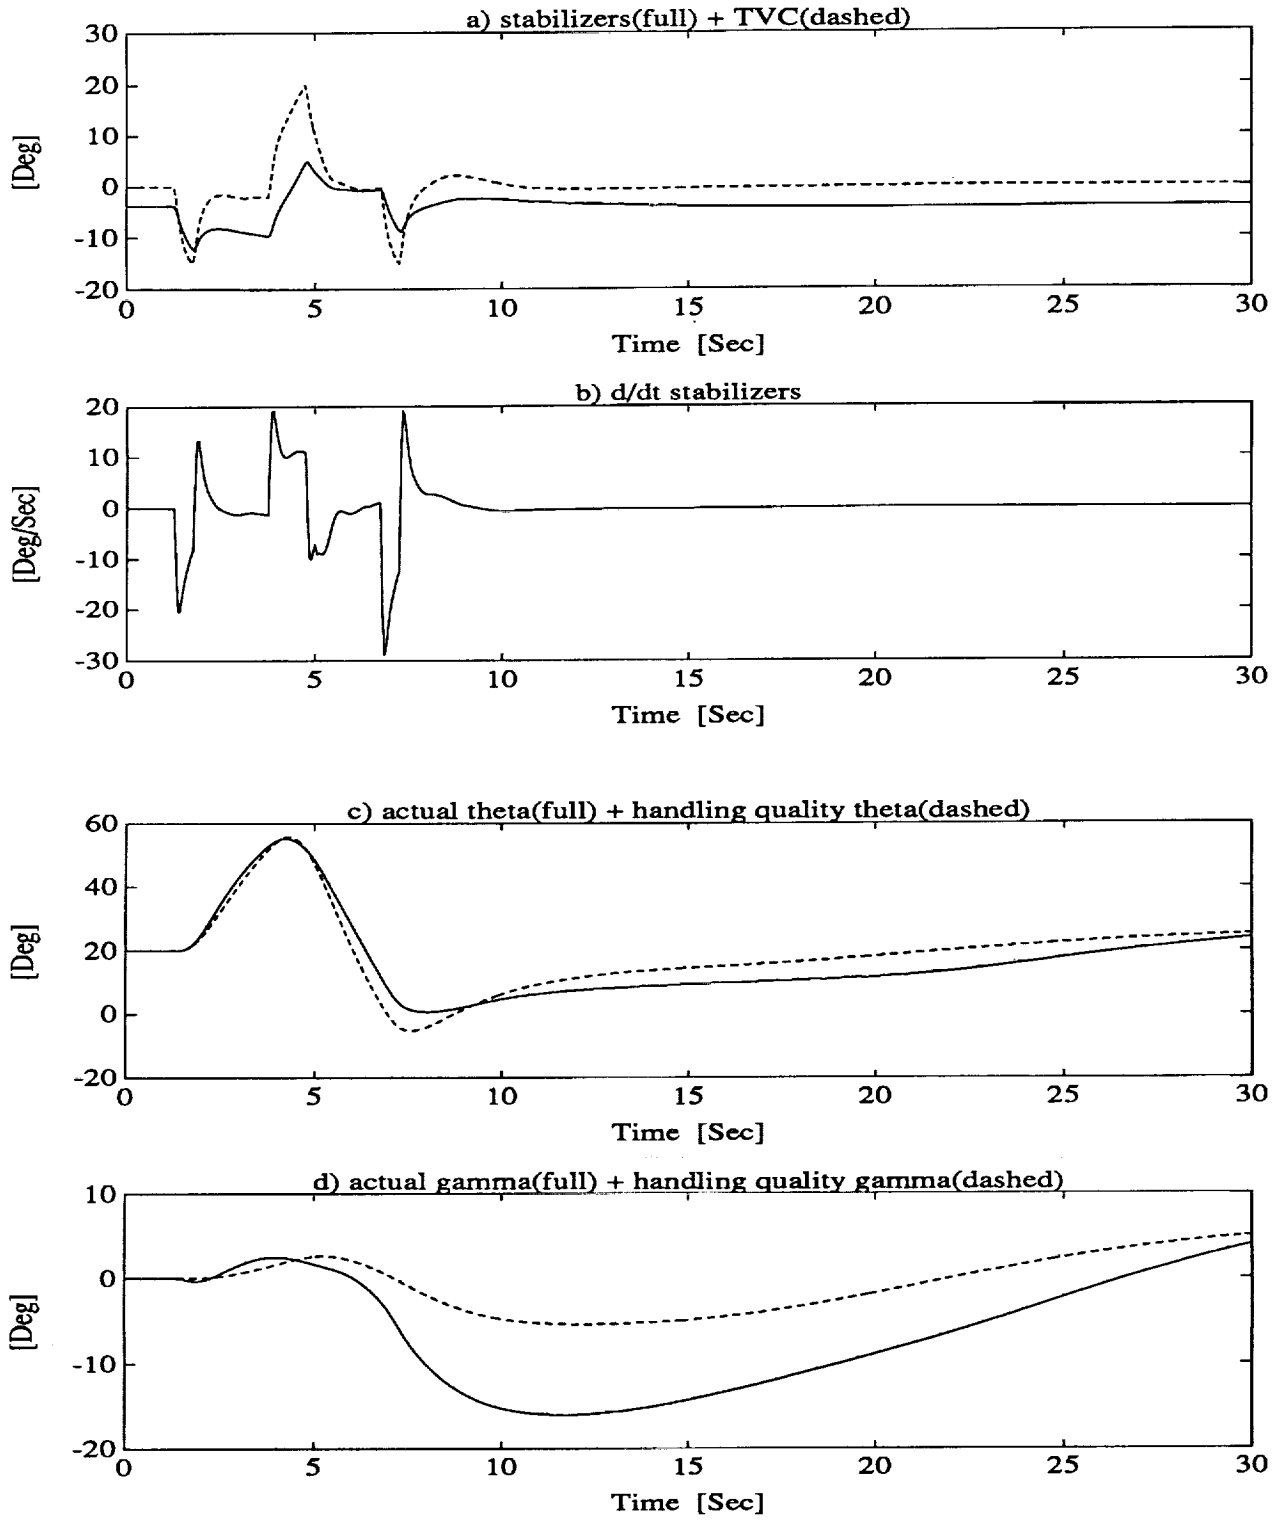 a) stabilizers(full) + TVC(dashed)
30
20
10
0
-10
-20
[Deg]
0 5 10 15 20 25 30
Time [Sec]
b) d/dt stabilizers
20
10
0
-10
-20
-30
[Deg/Sec]
0 5 10 15 20 25 30
Time [Sec]
c) actual theta(full) + handling quality theta(dashed)
60
40
20
0
-20
[Deg]
0 5 10 15 20 25 30
Time [Sec]
d) actual gamma(full) + handling quality gamma(dashed)
10
0
-10
-20
[Deg]
0 5 10 15 20 25 30
Time [Sec]